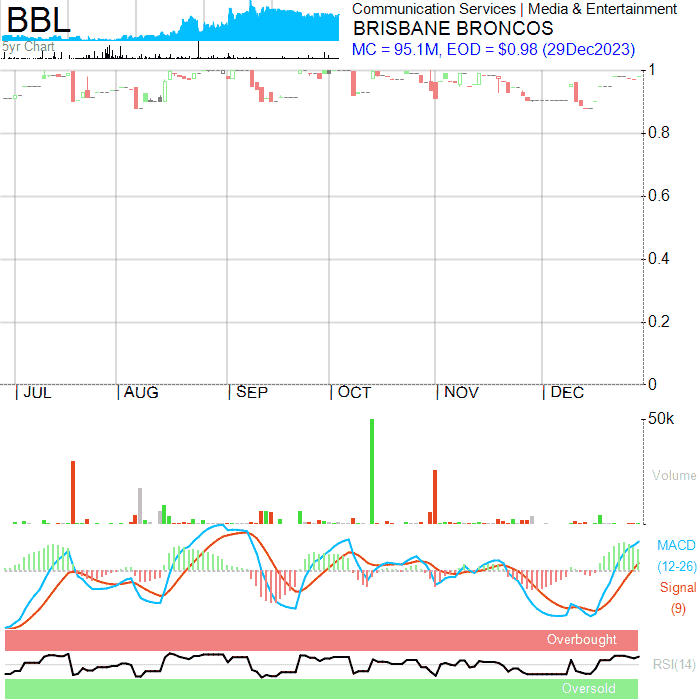 BBL
Communication Services | Media & Entertainment
BRISBANE BRONCOS
MC = 95.1M, EOD = $0.98 (29Dec2023)
5yr Chart
1
0.8
0.6
0.4
0.2
0
JUL AUG SEP OCT NOV DEC
50k
Volume
MACD
(12-26)
Signal
(9)
Overbought
RSI(14)
Oversold